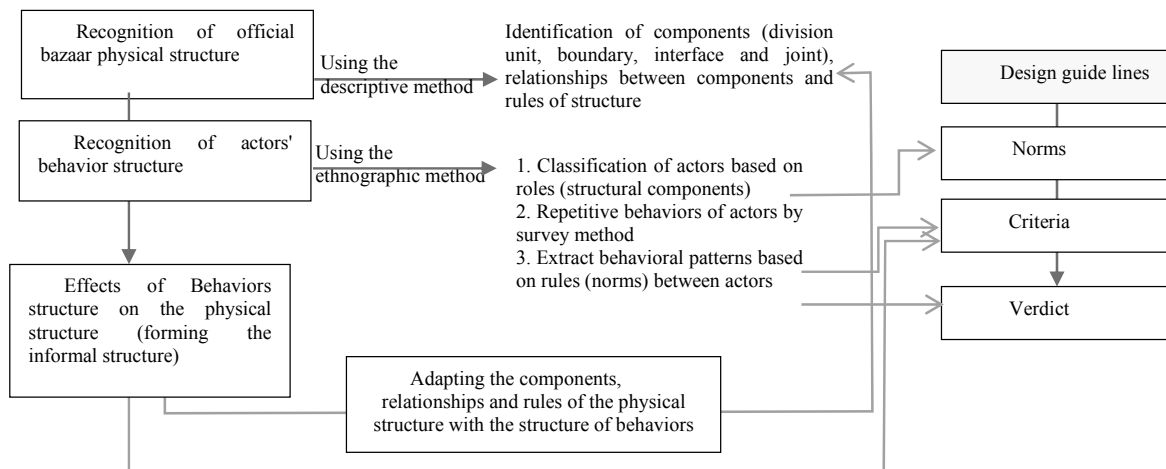 Recognition of official
bazaar physical structure
Using the
descriptive method
Identification of components (division
unit, boundary, interface and joint),
relationships between components and
rules of structure
Recognition of actors'
behavior structure
Using the
ethnographic method
1. Classification of actors based on
roles (structural components)
2. Repetitive behaviors of actors by
survey method
3. Extract behavioral patterns based
on rules (norms) between actors
Effects of Behaviors
structure on the physical
structure (forming the
informal structure)
Adapting the components,
relationships and rules of the physical
structure with the structure of behaviors
Design guide lines
Norms
Criteria
Verdict